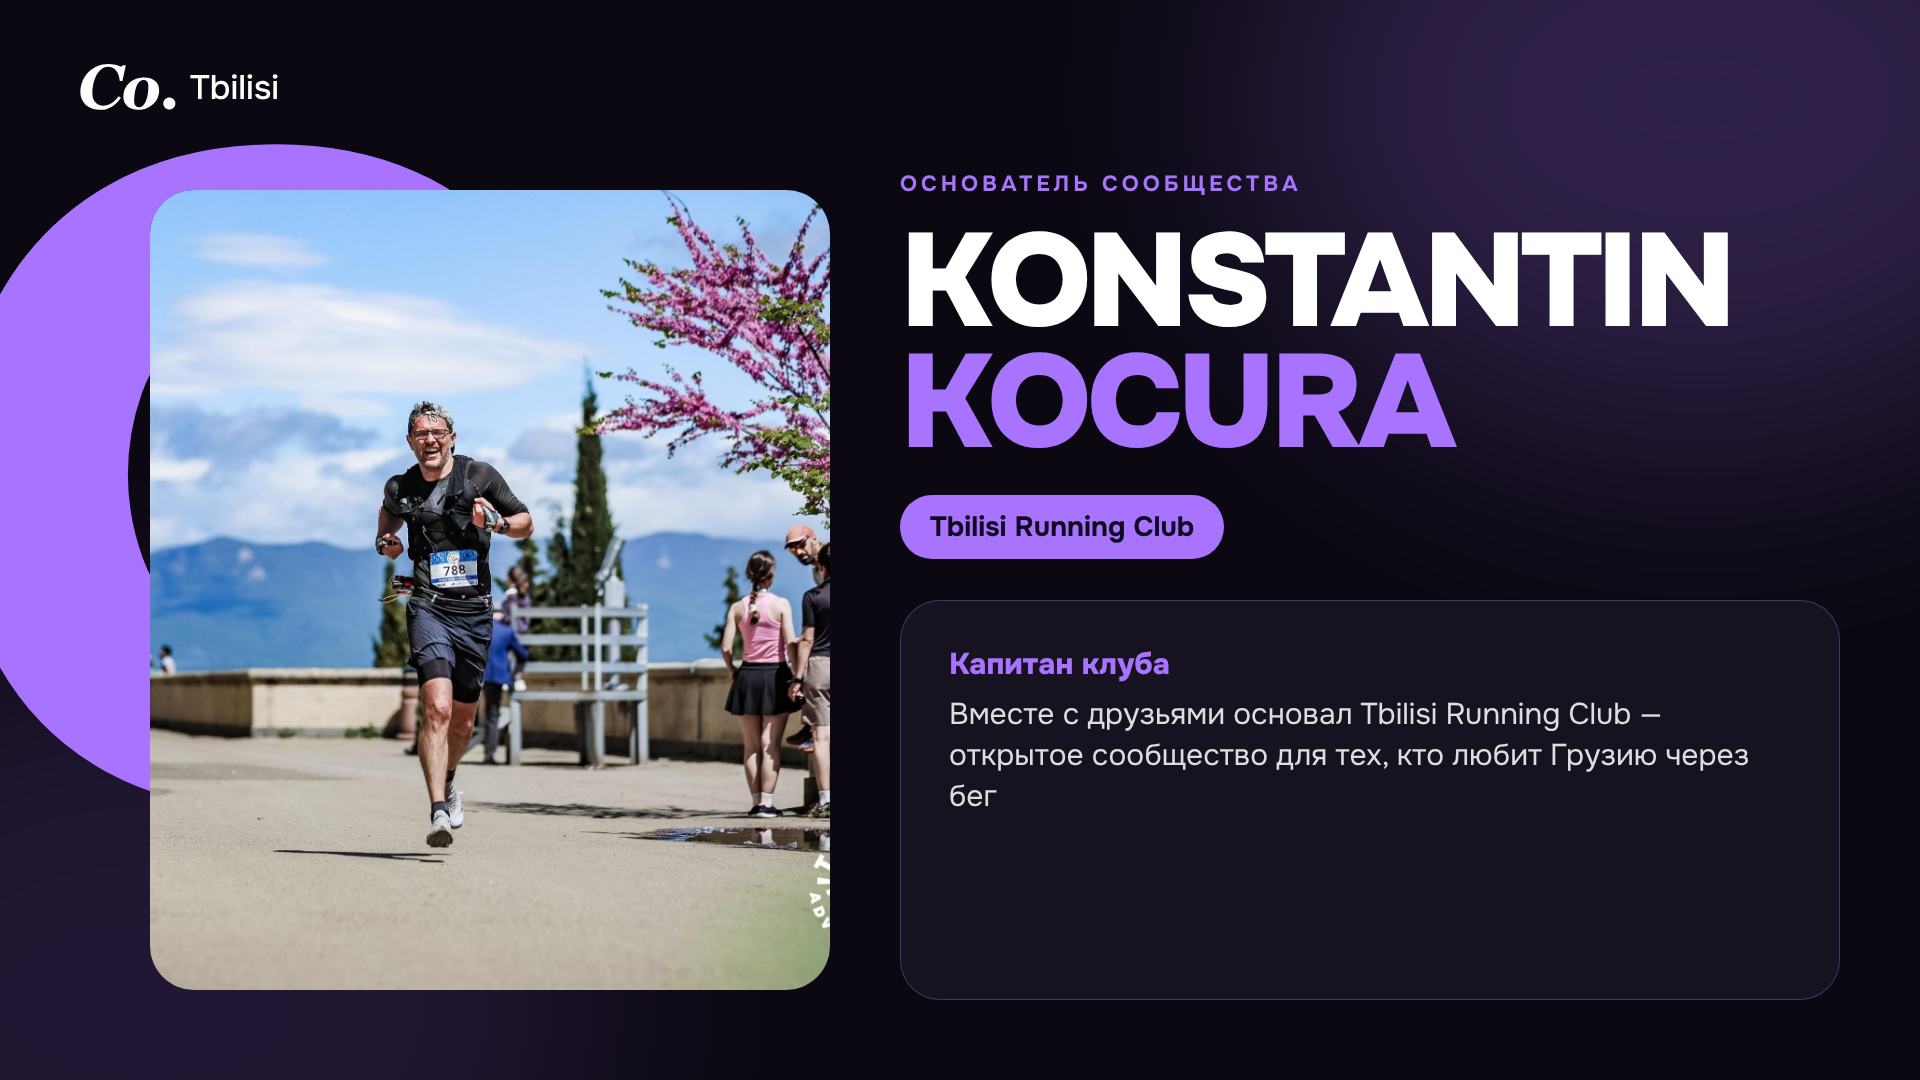 Co. Tbilisi
ОСНОВАТЕЛЬ СООБЩЕСТВА
KONSTANTIN
KOCURA
Tbilisi Running Club
Капитан клуба
Вместе с друзьями основал Tbilisi Running Club —
открытое сообщество для тех, кто любит Грузию через
бег
788